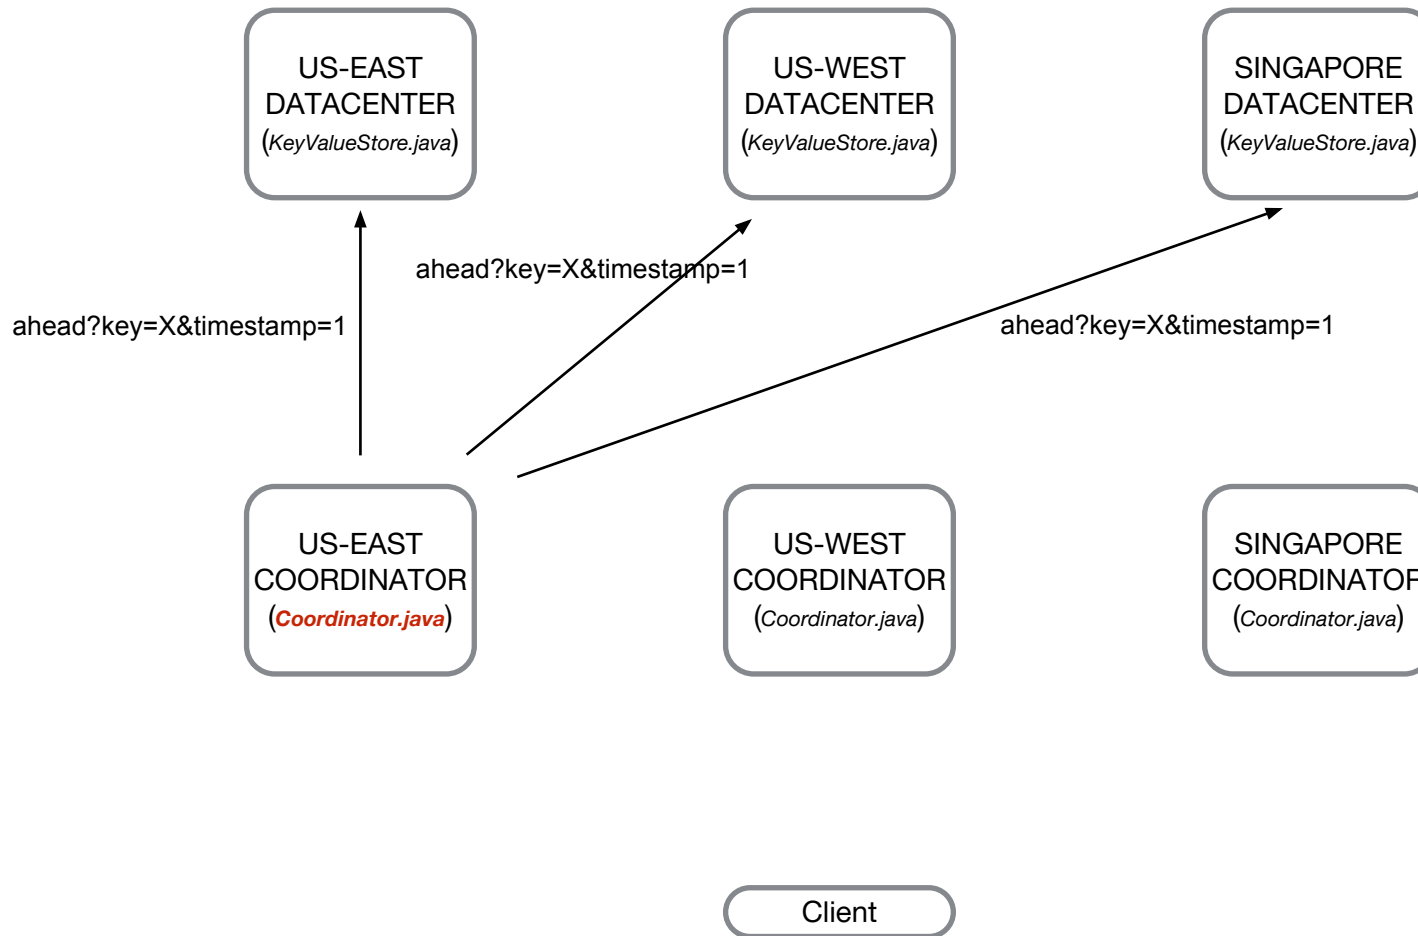 US-EAST
DATACENTER
(KeyValueStore.java)
US-WEST
DATACENTER
(KeyValueStore.java)
SINGAPORE
DATACENTER
(KeyValueStore.java)
ahead?key=X&timestamp=1
ahead?key=X&timestamp=1
ahead?key=X&timestamp=1
US-EAST
COORDINATOR
(Coordinator.java)
US-WEST
COORDINATOR
(Coordinator.java)
SINGAPORE
COORDINATOR
(Coordinator.java)
Client